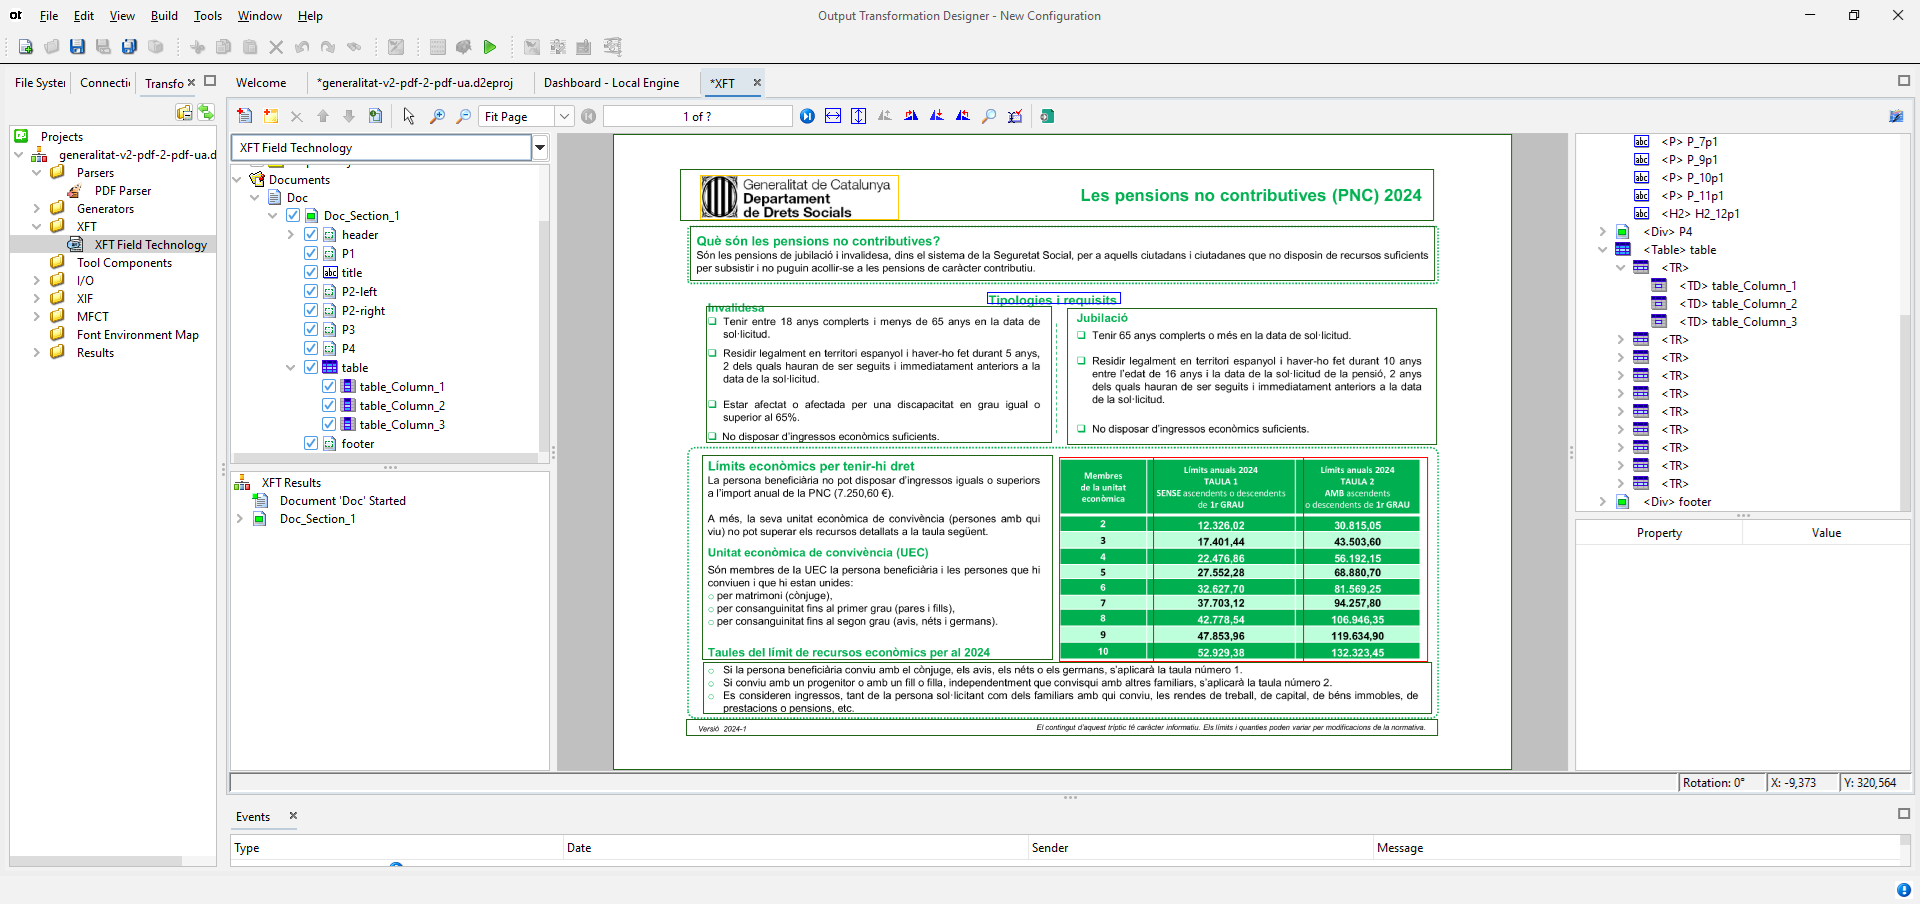 ot File Edit View Build Tools Window Help
Output Transformation Designer - New Configuration
File Syste Connecti Transfo
Welcome *generalitat-v2-pdf-2-pdf-ua.d2eproj Dashboard - Local Engine *XFT
Projects
generalitat-v2-pdf-2-pdf-ua.d
Parsers
PDF Parser
Generators
XFT
XFT Field Technology
Tool Components
I/O
XIF
MFCT
Font Environment Map
Results
Fit Page
1 of ?
XFT Field Technology
Documents
Doc
Doc_Section_1
header
P1
title
P2-left
P2-right
P3
P4
table
table_Column_1
table_Column_2
table_Column_3
footer
XFT Results
Document 'Doc' Started
Doc_Section_1
Generalitat de Catalunya
Departament
de Drets Socials
Les pensions no contributives (PNC) 2024
Què són les pensions no contributives?
Són les pensions de jubilació i invalidesa, dins el sistema de la Seguretat Social, per a aquells ciutadans i ciutadanes que no disposin de recursos suficients
per subsistir i no puguin acollir-se a les pensions de caràcter contributiu.
Tipologies i requisits
Invalidesa
Tenir entre 18 anys complerts i menys de 65 anys en la data de
sol·licitud.
Residir legalment en territori espanyol i haver-ho fet durant 5 anys,
2 dels quals hauran de ser seguits i immediatament anteriors a la
data de la sol·licitud.
Estar afectat o afectada per una discapacitat en grau igual o
superior al 65%.
No disposar d'ingressos econòmics suficients.
Jubilació
Tenir 65 anys complerts o més en la data de sol·licitud.
Residir legalment en territori espanyol i haver-ho fet durant 10 anys
entre l'edat de 16 anys i la data de la sol·licitud de la pensió, 2 anys
dels quals hauran de ser seguits i immediatament anteriors a la data
de la sol·licitud.
No disposar d'ingressos econòmics suficients.
Límits econòmics per tenir-hi dret
La persona beneficiària no pot disposar d'ingressos iguals o superiors
a l'import anual de la PNC (7.250,60 €).
A més, la seva unitat econòmica de convivència (persones amb qui
viu) no pot superar els recursos detallats a la taula següent.
Unitat econòmica de convivència (UEC)
Són membres de la UEC la persona beneficiària i les persones que hi
conviuen i que hi estan unides:
per matrimoni (cònjuge),
per consanguinitat fins al primer grau (pares i fills),
per consanguinitat fins al segon grau (avis, néts i germans).
Taules del límit de recursos econòmics per al 2024
Membres
de la unitat
econòmica
Límits anuals 2024
TAULA 1
SENSE ascendents o descendents
de 1r GRAU
Límits anuals 2024
TAULA 2
AMB ascendents
o descendents de 1r GRAU
2 12.326,02 30.815,05
3 17.401,44 43.503,60
4 22.476,86 56.192,15
5 27.552,28 68.880,70
6 32.627,70 81.569,25
7 37.703,12 94.257,80
8 42.778,54 106.946,35
9 47.853,96 119.634,90
10 52.929,38 132.323,45
Si la persona beneficiària conviu amb el cònjuge, els avis, els néts o els germans, s'aplicarà la taula número 1.
Si conviu amb un progenitor o amb un fill o filla, independentment que convisqui amb altres familiars, s'aplicarà la taula número 2.
Es consideren ingressos, tant de la persona sol·licitant com dels familiars amb qui conviu, les rendes de treball, de capital, de béns immobles, de
prestacions o pensions, etc.
Versió 2024-1
El contingut d'aquest tríptic té caràcter informatiu. Els límits i quanties poden variar per modificacions de la normativa.
<P> P_7p1
<P> P_9p1
<P> P_10p1
<P> P_11p1
<H2> H2_12p1
<Div> P4
<Table> table
<TR>
<TD> table_Column_1
<TD> table_Column_2
<TD> table_Column_3
<TR>
<TR>
<TR>
<TR>
<TR>
<TR>
<TR>
<TR>
<TR>
<Div> footer
Property Value
Rotation: 0° X: -9,373 Y: 320,564
Events
Type Date Sender Message